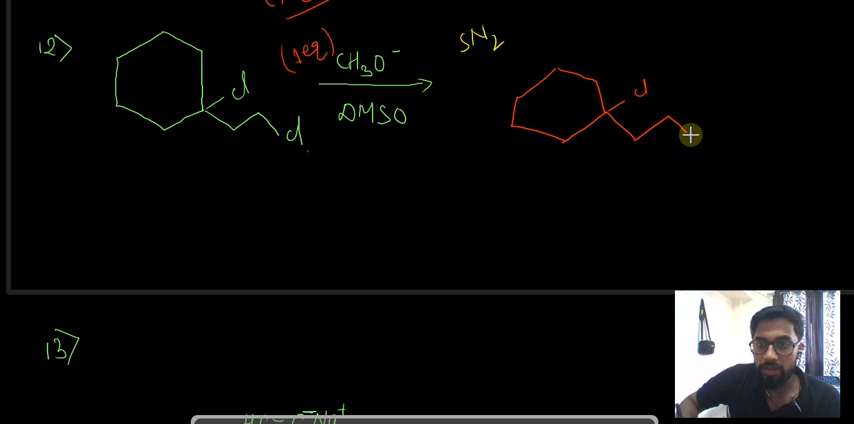 12>
Cl
Cl
(1eq)
CH3O-
DMSO
SN2
Cl
13>